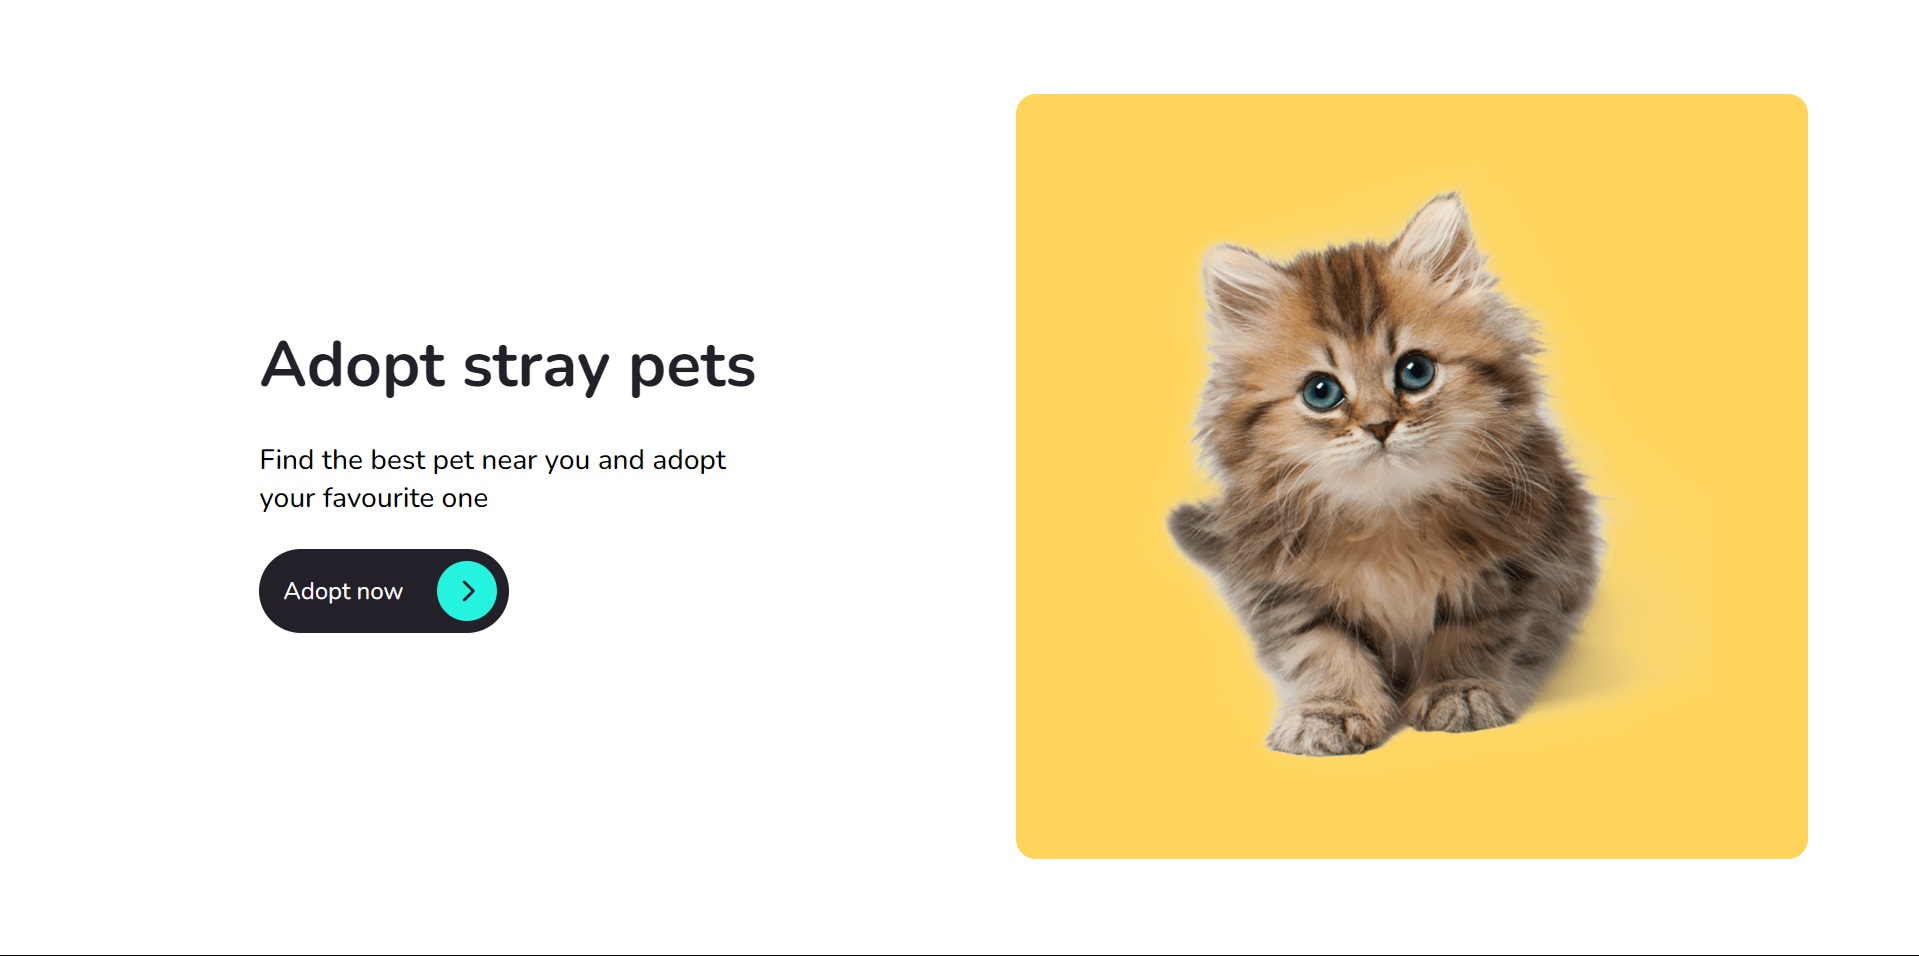 Adopt stray pets
Find the best pet near you and adopt
your favourite one
Adopt now